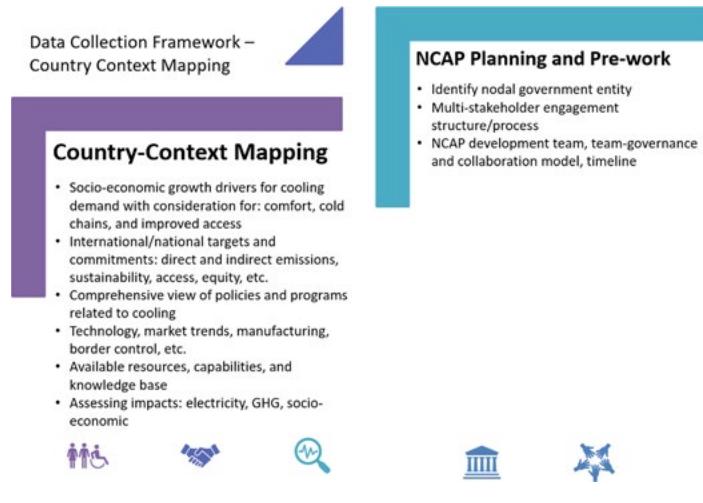 Data Collection Framework –
Country Context Mapping
Country-Context Mapping
• Socio-economic growth drivers for cooling
demand with consideration for: comfort, cold
chains, and improved access
• International/national targets and
commitments: direct and indirect emissions,
sustainability, access, equity, etc.
• Comprehensive view of policies and programs
related to cooling
• Technology, market trends, manufacturing,
border control, etc.
• Available resources, capabilities, and
knowledge base
• Assessing impacts: electricity, GHG, socio-
economic
NCAP Planning and Pre-work
• Identify nodal government entity
• Multi-stakeholder engagement
structure/process
• NCAP development team, team-governance
and collaboration model, timeline